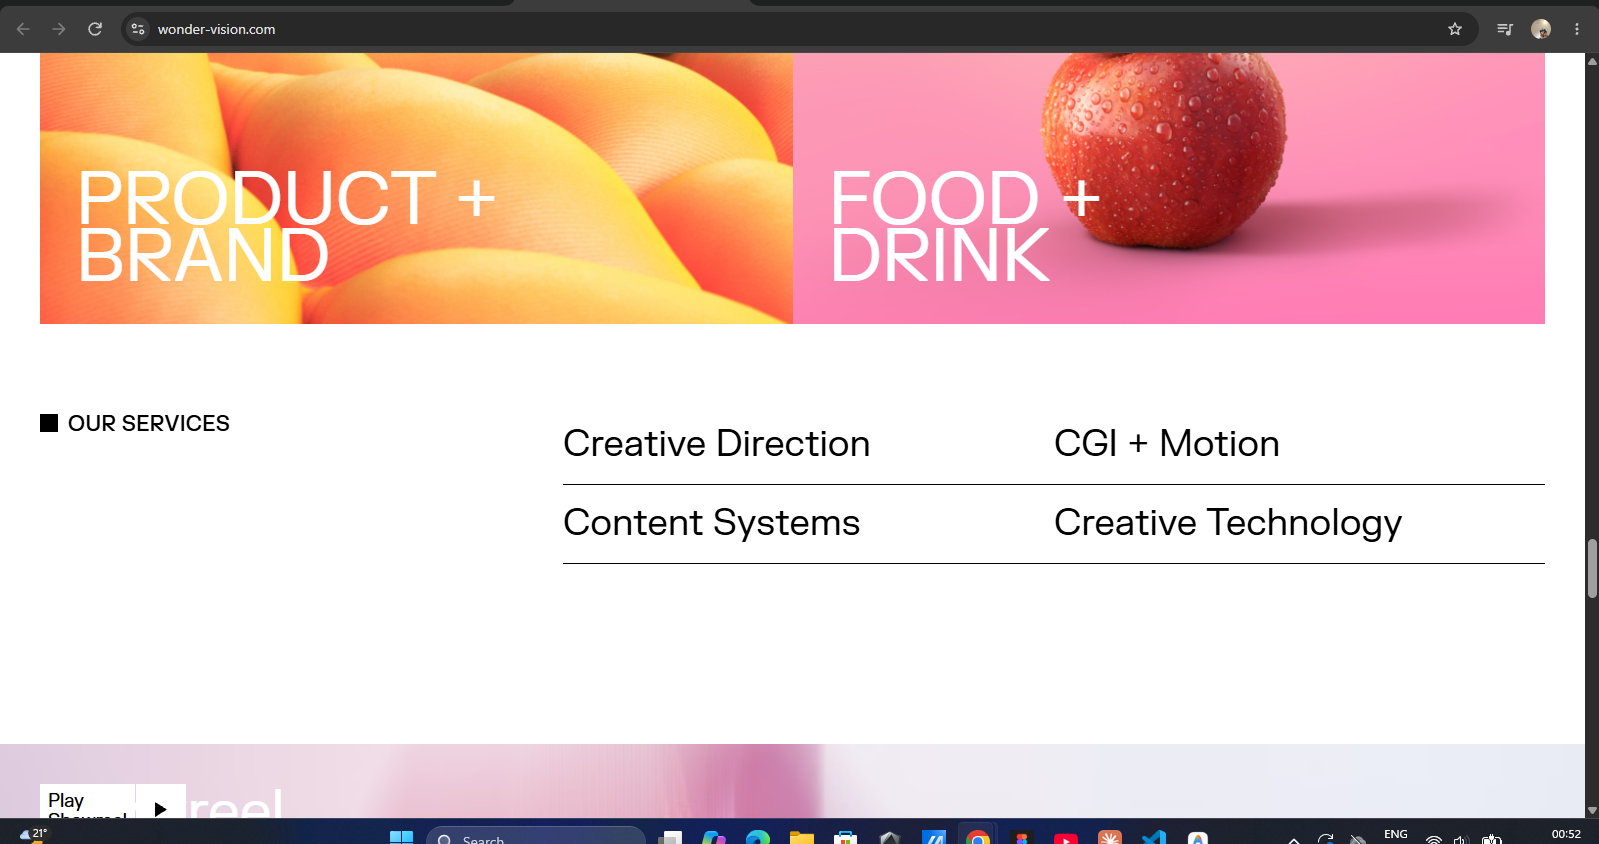 wonder-vision.com
PRODUCT +
BRAND
FOOD +
DRINK
OUR SERVICES
Creative Direction
CGI + Motion
Content Systems
Creative Technology
Play
Showreel
reel
21°
Search
ENG
00:52